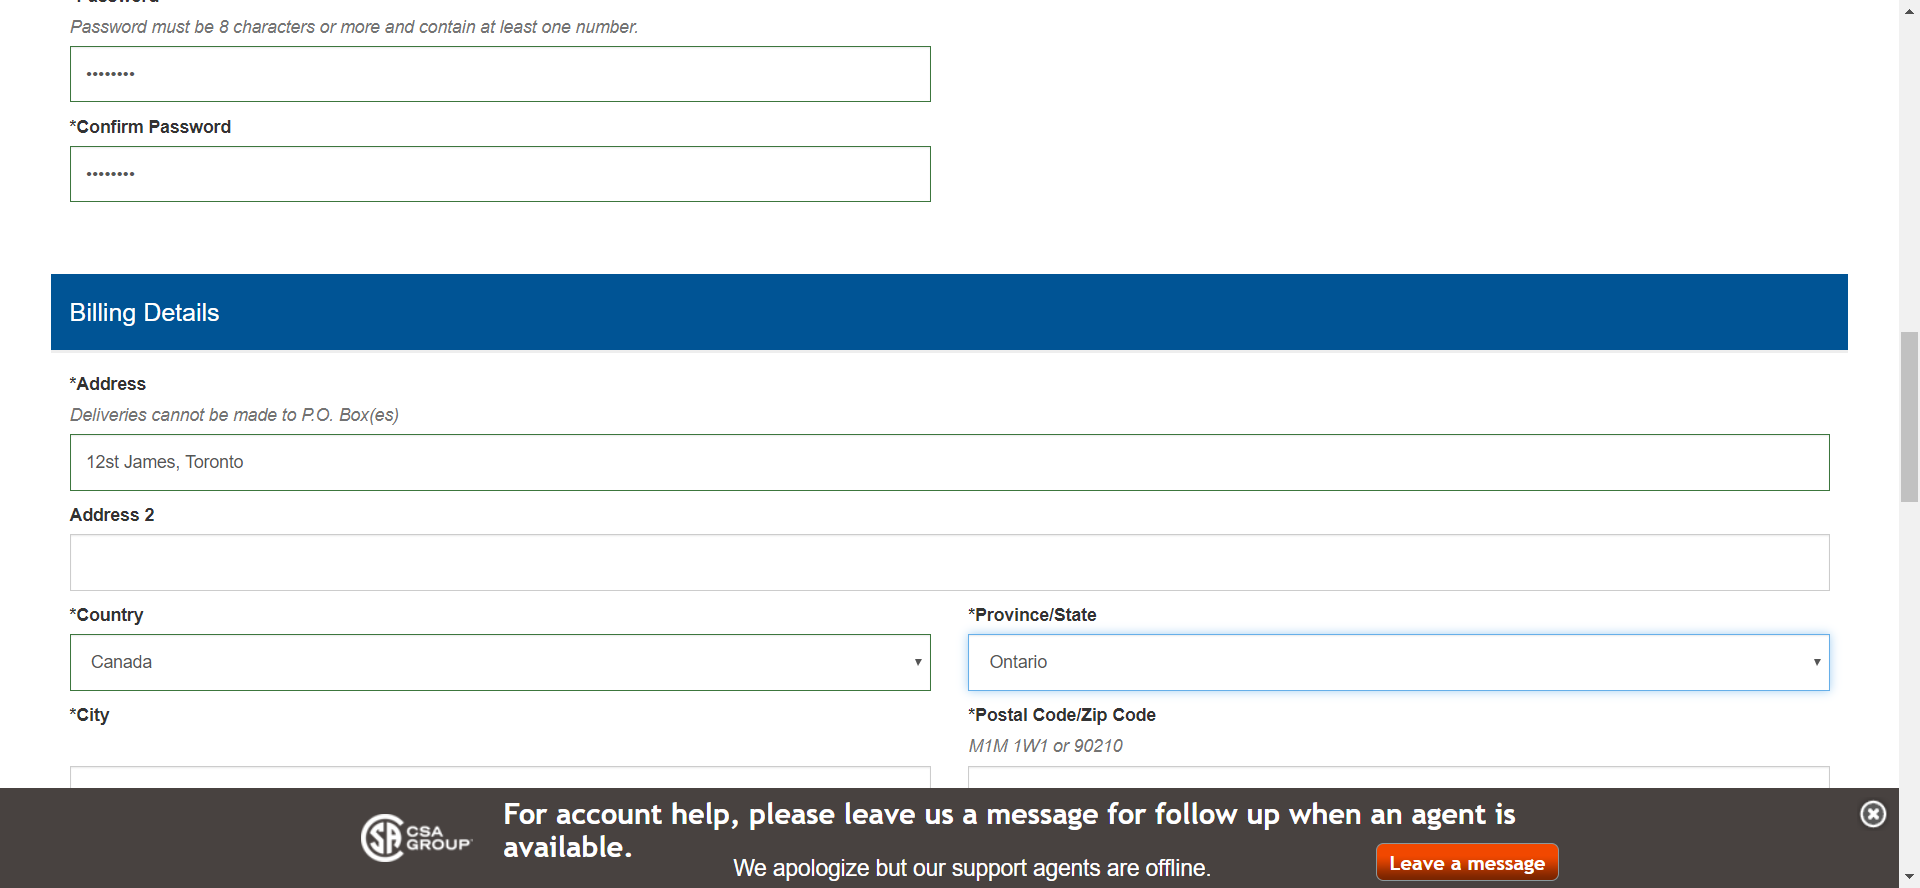 Password must be 8 characters or more and contain at least one number.
••••••••
*Confirm Password
••••••••
Billing Details
*Address
Deliveries cannot be made to P.O. Box(es)
12st James, Toronto
Address 2
*Country
*Province/State
Canada
Ontario
*City
*Postal Code/Zip Code
M1M 1W1 or 90210
For account help, please leave us a message for follow up when an agent is
available.
CSA
GROUP
We apologize but our support agents are offline.
Leave a message